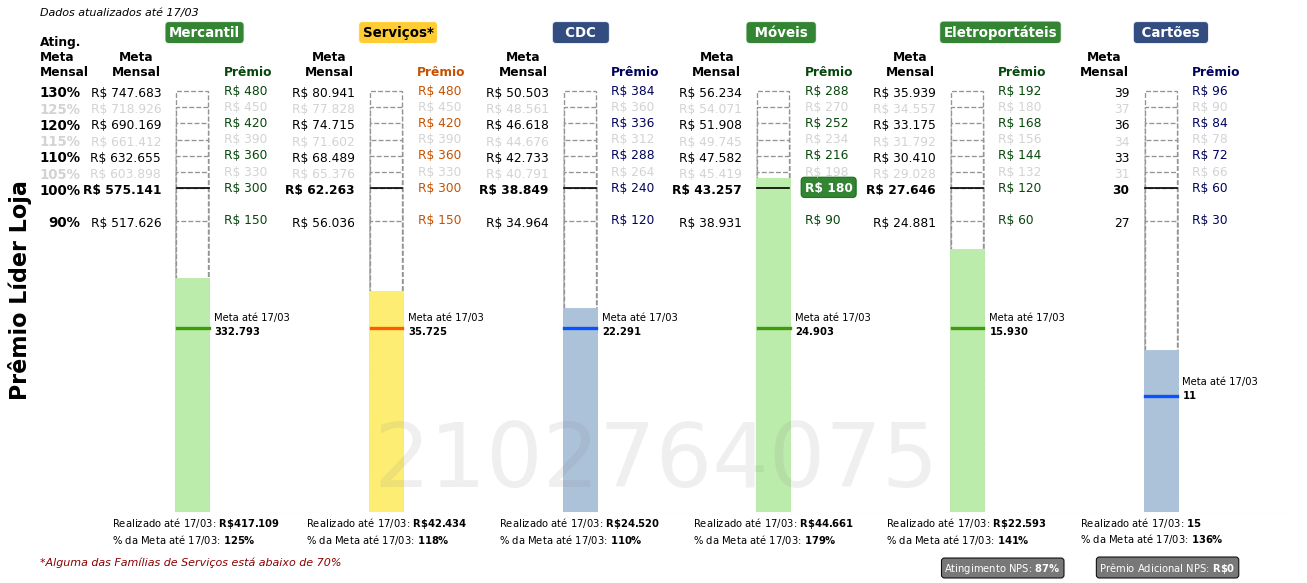 Dados atualizados até 17/03
Mercantil Serviços* CDC Móveis Eletroportáteis Cartões
Ating. Meta Mensal
Meta Mensal Prêmio Meta Mensal Prêmio Meta Mensal Prêmio Meta Mensal Prêmio Meta Mensal Prêmio Meta Mensal Prêmio
130% R$ 747.683 R$ 480 R$ 80.941 R$ 480 R$ 50.503 R$ 384 R$ 56.234 R$ 288 R$ 35.939 R$ 192 39 R$ 96
125% R$ 718.926 R$ 450 R$ 77.828 R$ 450 R$ 48.561 R$ 360 R$ 54.071 R$ 270 R$ 34.557 R$ 180 37 R$ 90
120% R$ 690.169 R$ 420 R$ 74.715 R$ 420 R$ 46.618 R$ 336 R$ 51.908 R$ 252 R$ 33.175 R$ 168 36 R$ 84
115% R$ 661.412 R$ 390 R$ 71.602 R$ 390 R$ 44.676 R$ 312 R$ 49.745 R$ 234 R$ 31.792 R$ 156 34 R$ 78
110% R$ 632.655 R$ 360 R$ 68.489 R$ 360 R$ 42.733 R$ 288 R$ 47.582 R$ 216 R$ 30.410 R$ 144 33 R$ 72
105% R$ 603.898 R$ 330 R$ 65.376 R$ 330 R$ 40.791 R$ 264 R$ 45.419 R$ 198 R$ 29.028 R$ 132 31 R$ 66
100% R$ 575.141 R$ 300 R$ 62.263 R$ 300 R$ 38.849 R$ 240 R$ 43.257 R$ 180 R$ 27.646 R$ 120 30 R$ 60
90% R$ 517.626 R$ 150 R$ 56.036 R$ 150 R$ 34.964 R$ 120 R$ 38.931 R$ 90 R$ 24.881 R$ 60 27 R$ 30
Prêmio Líder Loja
Meta até 17/03 Meta até 17/03 Meta até 17/03 Meta até 17/03 Meta até 17/03
332.793 35.725 22.291 24.903 15.930
Meta até 17/03
11
2102764075
Realizado até 17/03: R$417.109 Realizado até 17/03: R$42.434 Realizado até 17/03: R$24.520 Realizado até 17/03: R$44.661 Realizado até 17/03: R$22.593 Realizado até 17/03: 15
% da Meta até 17/03: 125% % da Meta até 17/03: 118% % da Meta até 17/03: 110% % da Meta até 17/03: 179% % da Meta até 17/03: 141% % da Meta até 17/03: 136%
*Alguma das Famílias de Serviços está abaixo de 70%
Atingimento NPS: 87% Prêmio Adicional NPS: R$0